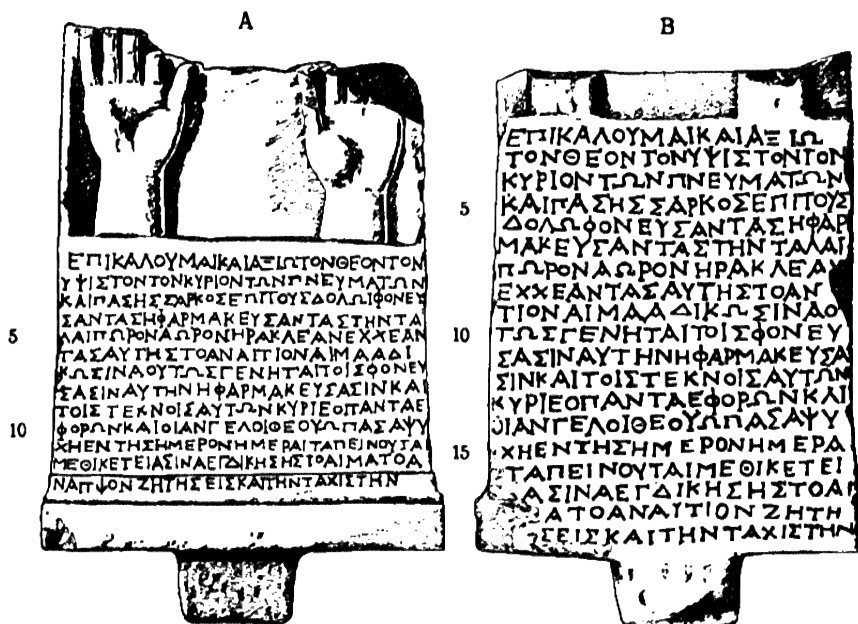 A
ΕΠΙΚΑΛΟΥΜΑΙΚΑΙΑΞΙΩΤΟΝΘΕΟΝΤΟΝ
ΥΨΙΣΤΟΝΤΟΝΚΥΡΙΟΝΤΩΝΠΝΕΥΜΑΤΩΝ
ΚΑΙΠΑΣΗΣΣΑΡΚΟΣΕΠΙΤΟΥΣΔΟΛΩΙΦΟΝΕΥ
ΣΑΝΤΑΣΗΦΑΡΜΑΚΕΥΣΑΝΤΑΣΤΗΝΤΑ
5 ΛΑΙΠΩΡΟΝΑΩΡΟΝΗΡΑΚΛΕΑΝΕΧΧΕΑΝ
ΤΑΣΑΥΤΗΣΤΟΑΝΑΙΤΙΟΝΑΙΜΑΑΔΙ
ΚΩΣΙΝΑΟΥΤΩΣΓΕΝΗΤΑΙΤΟΙΣΦΟΝΕΥ
ΣΑΣΙΝΑΥΤΗΝΗΦΑΡΜΑΚΕΥΣΑΣΙΝΚΑΙ
ΤΟΙΣΤΕΚΝΟΙΣΑΥΤΩΝΚΥΡΙΕΟΠΑΝΤΑΕ
10 ΦΟΡΩΝΚΑΙΟΙΑΝΓΕΛΟΙΘΕΟΥΩΠΑΣΑΨΥ
ΧΗΕΝΤΗΣΗΜΕΡΟΝΗΜΕΡΑΙΤΑΠΕΙΝΟΥΤΑΙ
ΜΕΘΙΚΕΤΕΙΑΣΙΝΑΕΓΔΙΚΗΣΗΣΤΟΑΙΜΑΤΟΑ
ΝΑΙΤΙΟΝΖΗΤΗΣΕΙΣΚΑΙΤΗΝΤΑΧΙΣΤΗΝ
B
ΕΠΙΚΑΛΟΥΜΑΙΚΑΙΑΞΙΩ
ΤΟΝΘΕΟΝΤΟΝΥΨΙΣΤΟΝΤΟΝ
ΚΥΡΙΟΝΤΩΝΠΝΕΥΜΑΤΩΝ
5 ΚΑΙΠΑΣΗΣΣΑΡΚΟΣΕΠΙΤΟΥΣ
ΔΟΛΩΦΟΝΕΥΣΑΝΤΑΣΗΦΑΡ
ΜΑΚΕΥΣΑΝΤΑΣΤΗΝΤΑΛΑΙ
ΠΩΡΟΝΑΩΡΟΝΗΡΑΚΛΕΑΝ
ΕΧΧΕΑΝΤΑΣΑΥΤΗΣΤΟΑΝ
ΤΙΟΝΑΙΜΑΑΔΙΚΩΣΙΝΑΟ
10 ΤΩΣΓΕΝΗΤΑΙΤΟΙΣΦΟΝΕΥ
ΣΑΣΙΝΑΥΤΗΝΗΦΑΡΜΑΚΕΥΣΑ
ΣΙΝΚΑΙΤΟΙΣΤΕΚΝΟΙΣΑΥΤΩΝ
ΚΥΡΙΕΟΠΑΝΤΑΕΦΟΡΩΝΚΑΙ
ΟΙΑΝΓΕΛΟΙΘΕΟΥΩΠΑΣΑΨΥ
15 ΧΗΕΝΤΗΣΗΜΕΡΟΝΗΜΕΡΑ
ΤΑΠΕΙΝΟΥΤΑΙΜΕΘΙΚΕΤΕΙ
ΑΣΙΝΑΕΓΔΙΚΗΣΗΣΤΟΑΙ
ΑΤΟΑΝΑΙΤΙΟΝΖΗΤΗ
ΣΕΙΣΚΑΙΤΗΝΤΑΧΙΣΤΗΝ